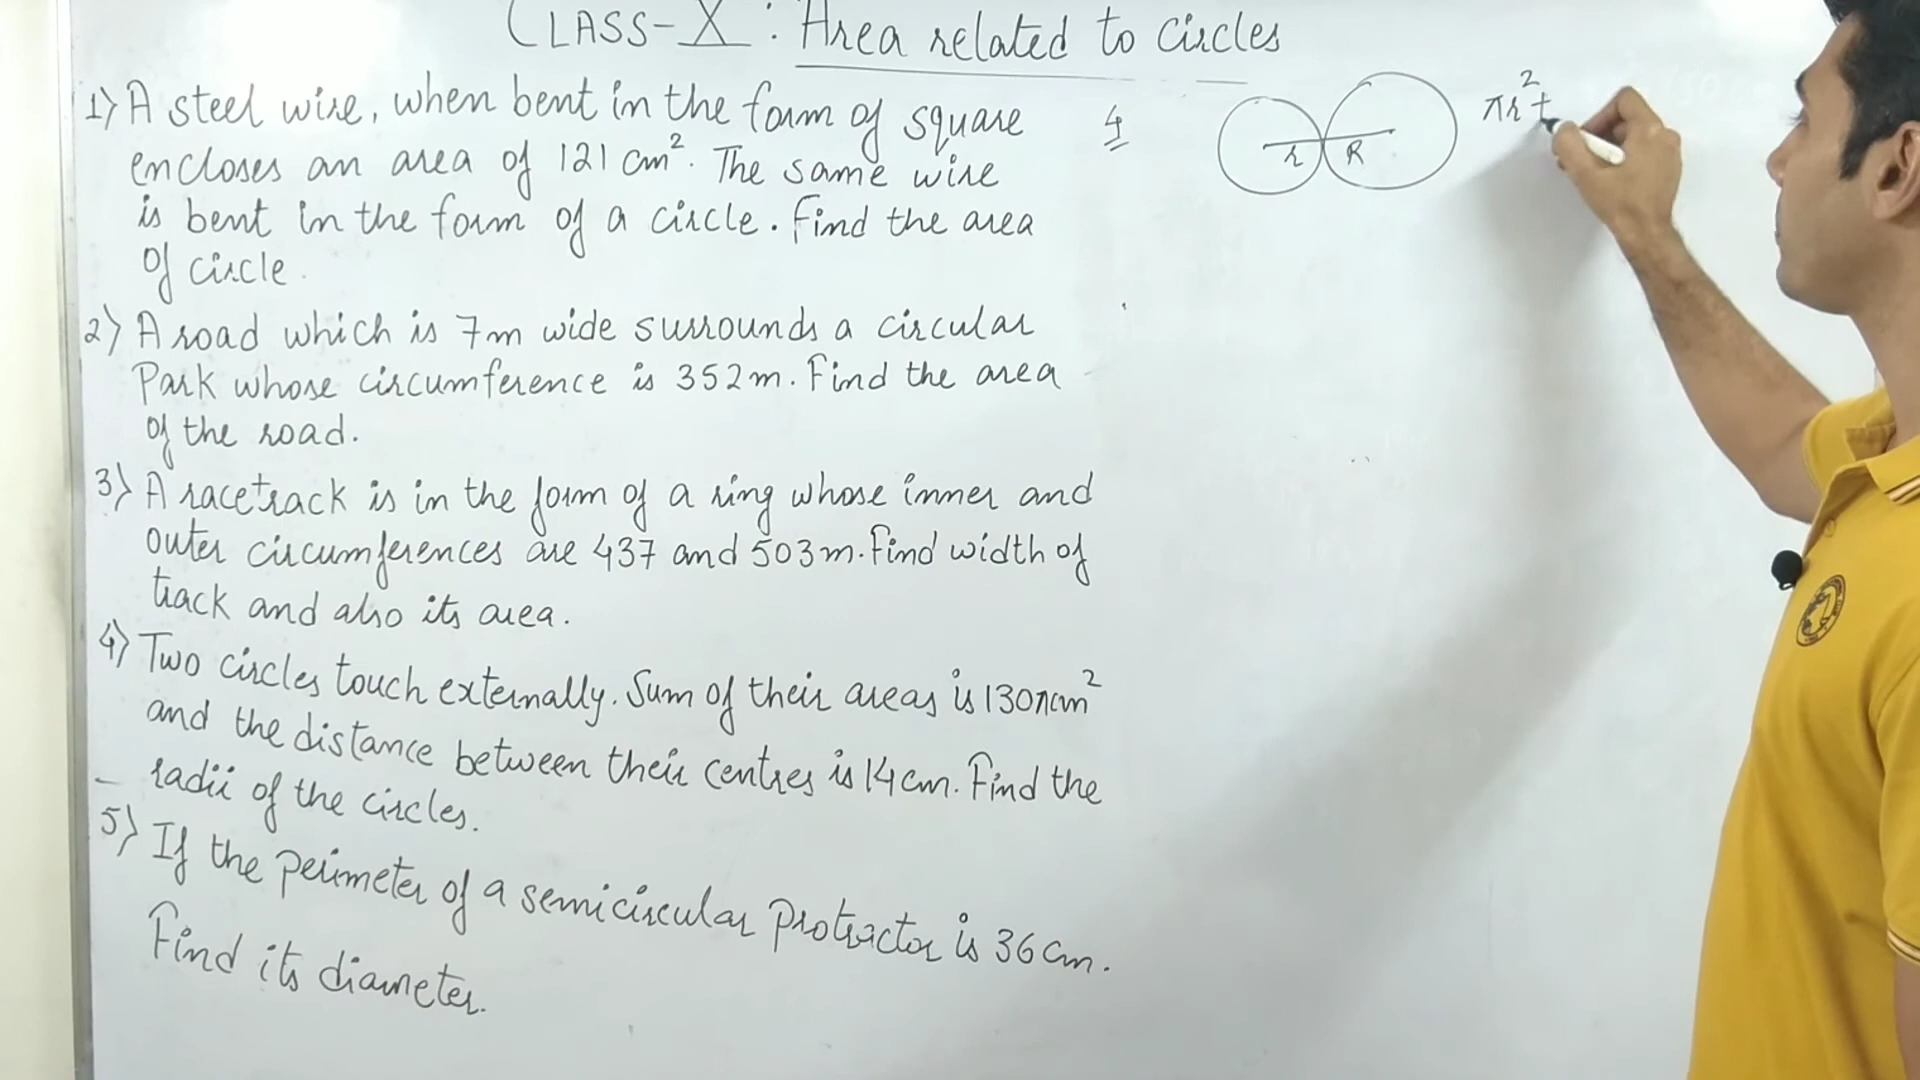 CLASS-X : Area related to circles
1) A steel wire, when bent in the form of square
encloses an area of 121 cm². The same wire
is bent in the form of a circle. Find the area
of circle.
2) A road which is 7m wide surrounds a circular
Park whose circumference is 352m. Find the area
of the road.
3) A racetrack is in the form of a ring whose inner and
outer circumferences are 437 and 503m. Find width of
track and also its area.
4) Two circles touch externally. Sum of their areas is 130πcm²
and the distance between their centres is 14cm. Find the
radii of the circles.
5) If the perimeter of a semicircular Protractor is 36cm.
Find its diameter.
4
r R
πr² +